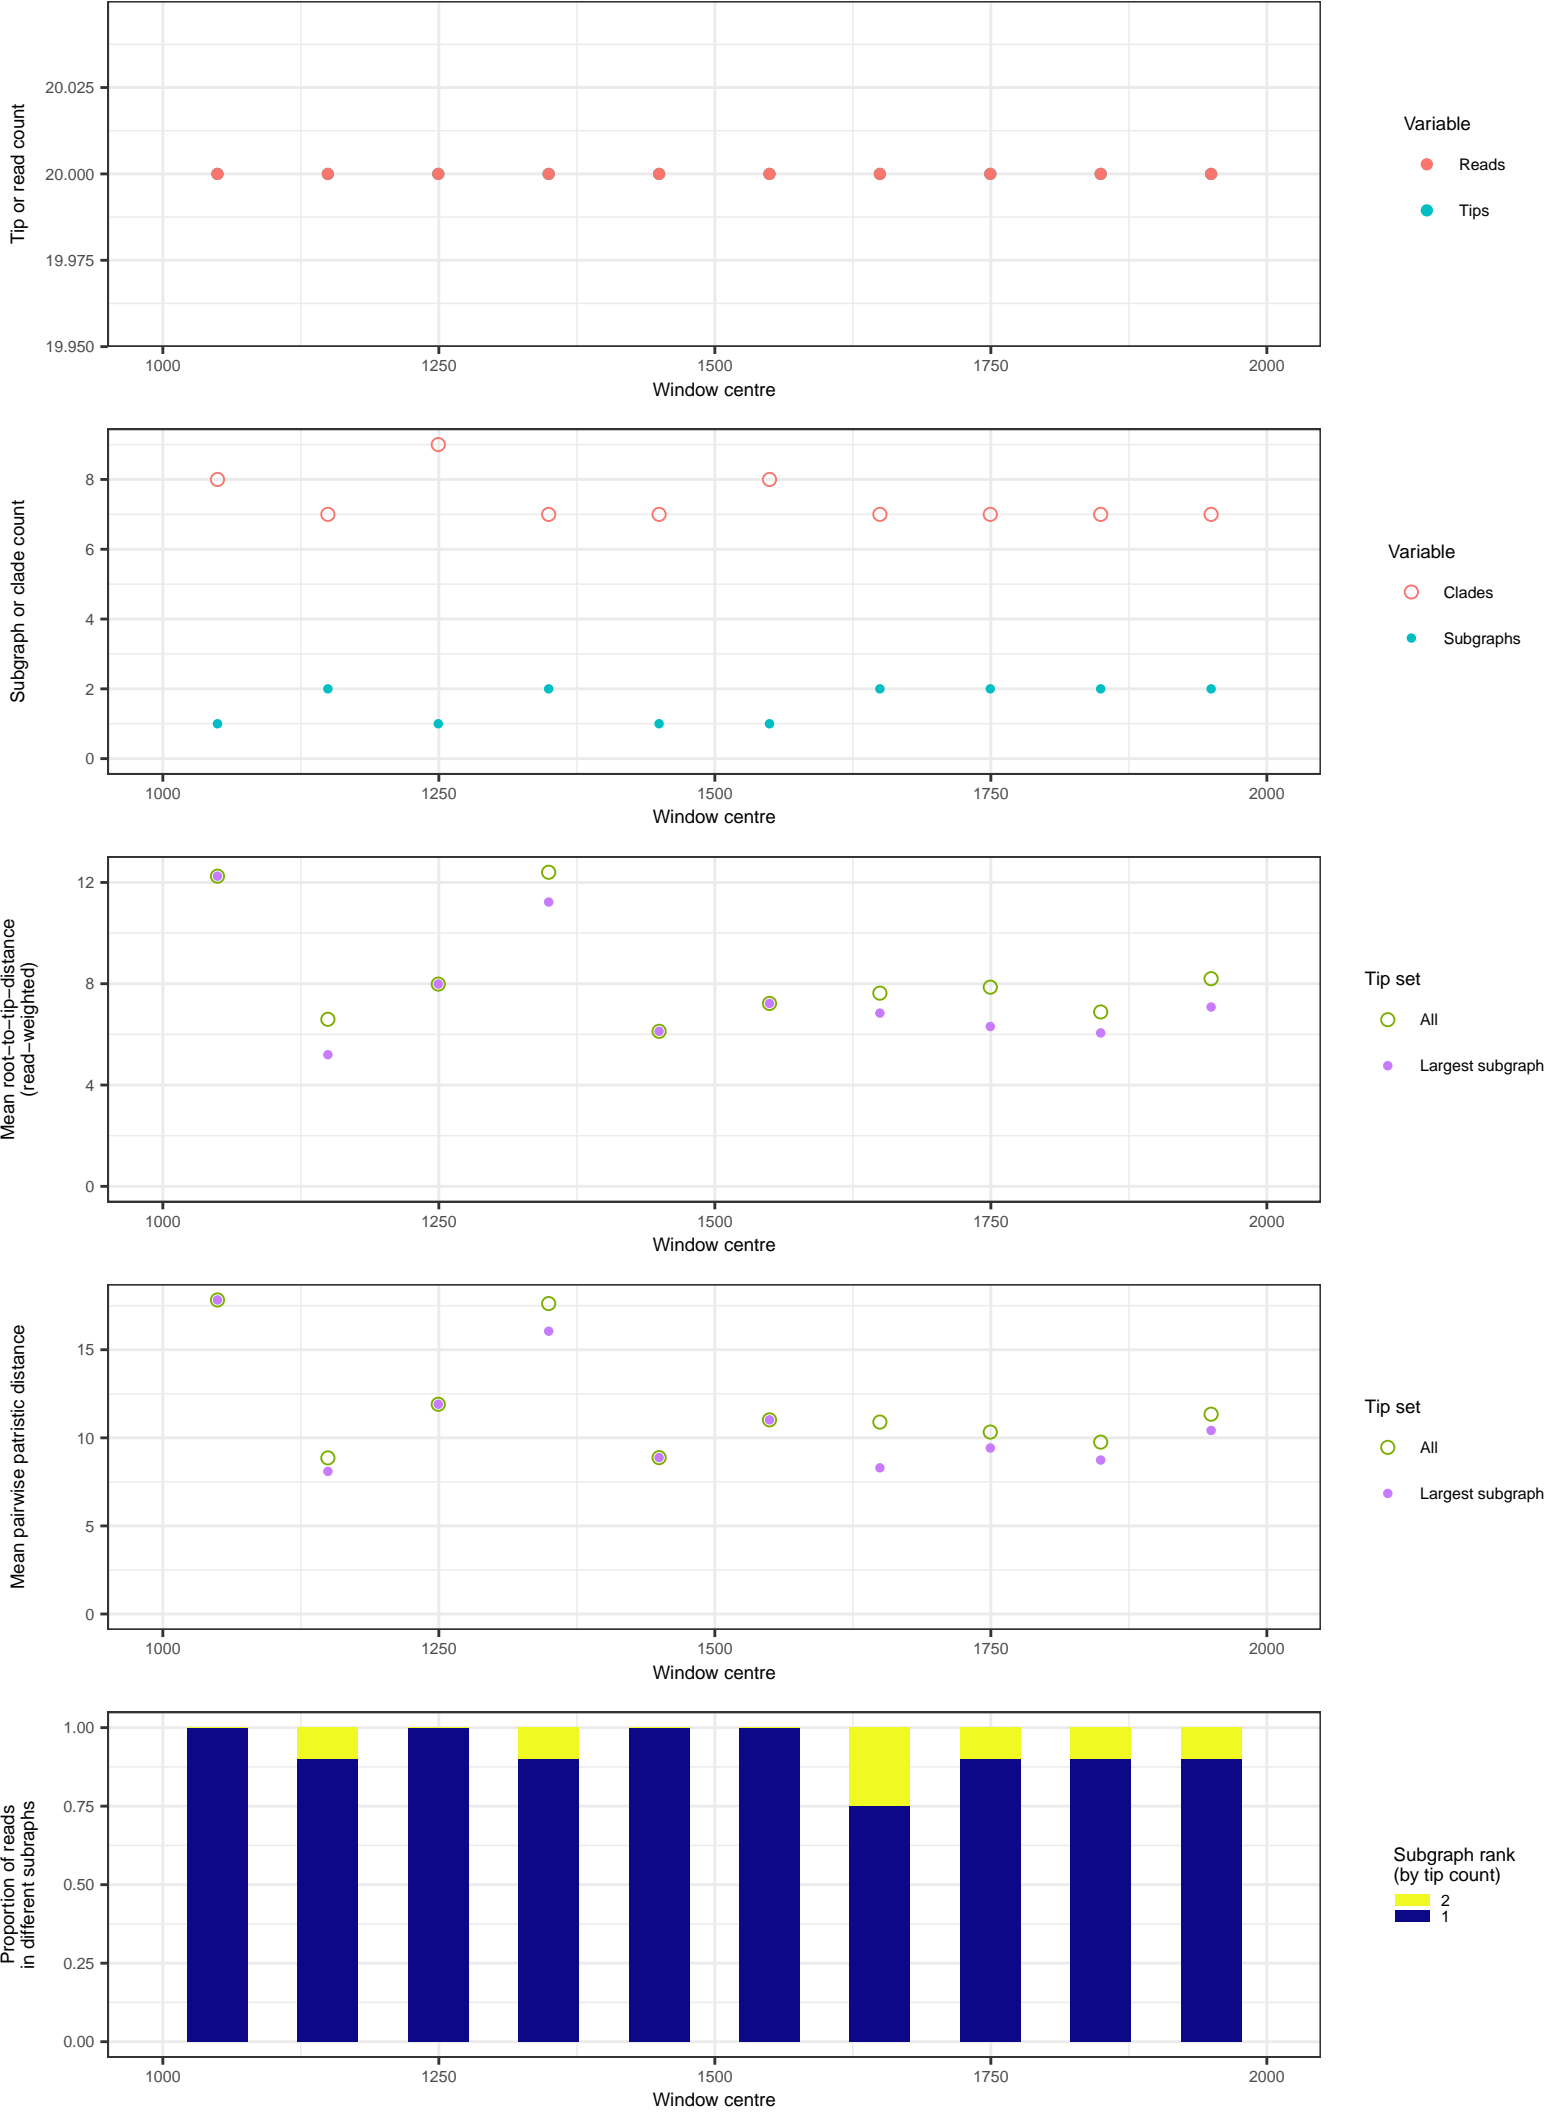 20.025
20.000
19.975
19.950
Tip or read count
1000 1250 1500 1750 2000
Window centre
Variable
Reads
Tips
8
6
4
2
0
Subgraph or clade count
1000 1250 1500 1750 2000
Window centre
Variable
Clades
Subgraphs
12
8
4
0
Mean root−to−tip−distance
(read−weighted)
1000 1250 1500 1750 2000
Window centre
Tip set
All
Largest subgraph
15
10
5
0
Mean pairwise patristic distance
1000 1250 1500 1750 2000
Window centre
Tip set
All
Largest subgraph
1.00
0.75
0.50
0.25
0.00
Proportion of reads
in different subraphs
1000 1250 1500 1750 2000
Window centre
Subgraph rank
(by tip count)
2
1